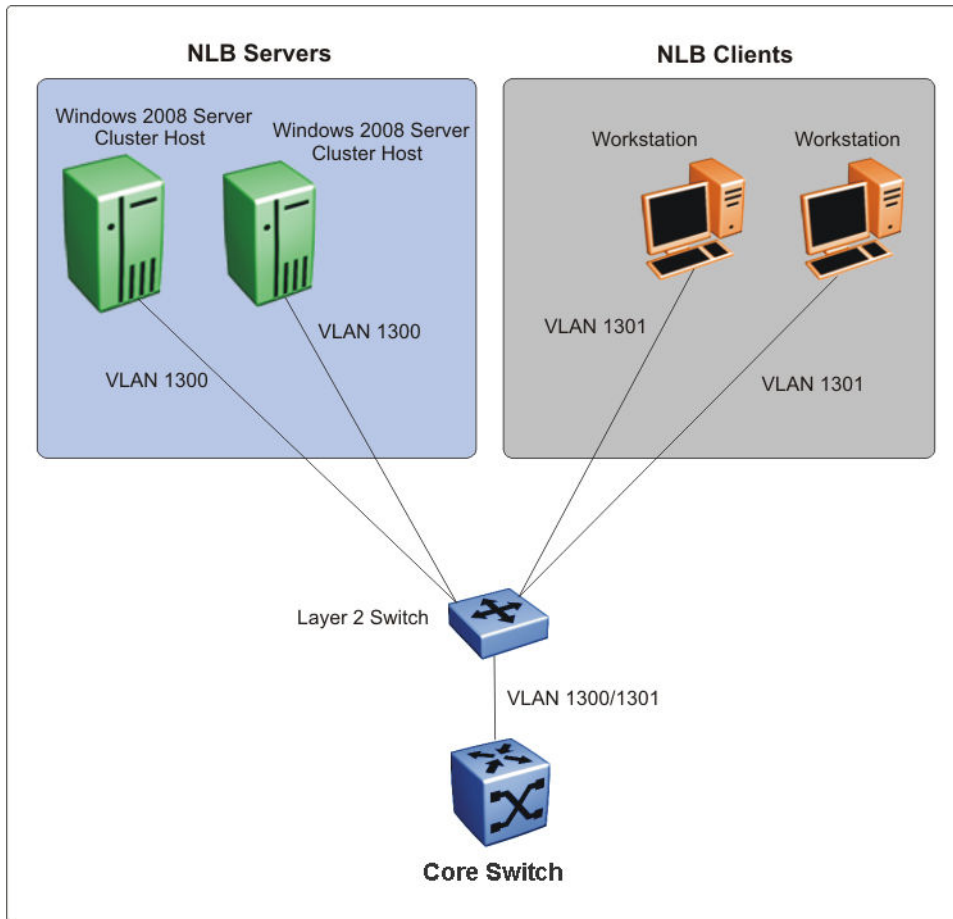 NLB Servers
NLB Clients
Windows 2008 Server
Cluster Host
Windows 2008 Server
Cluster Host
Workstation
Workstation
VLAN 1300
VLAN 1300
VLAN 1301
VLAN 1301
Layer 2 Switch
VLAN 1300/1301
Core Switch